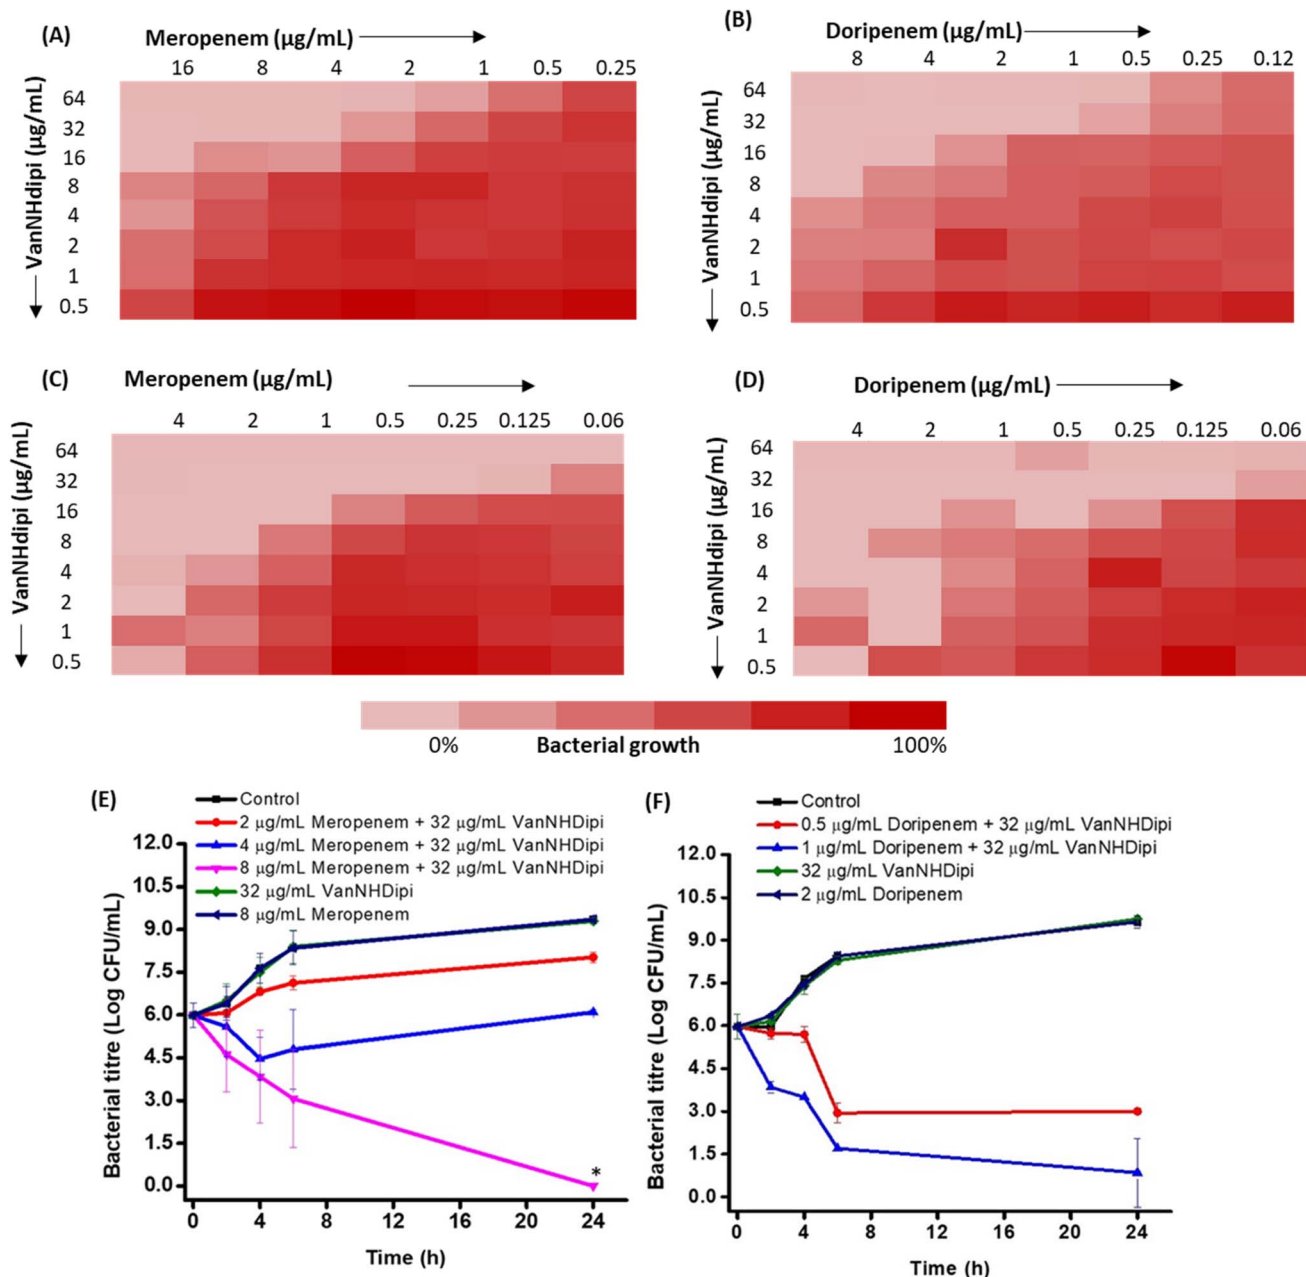 (A)
Meropenem (µg/mL)
16 8 4 2 1 0.5 0.25
VanNHdipi (µg/mL)
64
32
16
8
4
2
1
0.5
(B)
Doripenem (µg/mL)
8 4 2 1 0.5 0.25 0.12
VanNHdipi (µg/mL)
64
32
16
8
4
2
1
0.5
(C)
Meropenem (µg/mL)
4 2 1 0.5 0.25 0.125 0.06
VanNHdipi (µg/mL)
64
32
16
8
4
2
1
0.5
(D)
Doripenem (µg/mL)
4 2 1 0.5 0.25 0.125 0.06
VanNHdipi (µg/mL)
64
32
16
8
4
2
1
0.5
0% Bacterial growth 100%
(E)
Control
2 µg/mL Meropenem + 32 µg/mL VanNHDipi
4 µg/mL Meropenem + 32 µg/mL VanNHDipi
8 µg/mL Meropenem + 32 µg/mL VanNHDipi
32 µg/mL VanNHDipi
8 µg/mL Meropenem
Bacterial titre (Log CFU/mL)
12.0
10.5
9.0
7.5
6.0
4.5
3.0
1.5
0.0
*
0 4 8 12 16 20 24
Time (h)
(F)
Control
0.5 µg/mL Doripenem + 32 µg/mL VanNHDipi
1 µg/mL Doripenem + 32 µg/mL VanNHDipi
32 µg/mL VanNHDipi
2 µg/mL Doripenem
Bacterial titre (Log CFU/mL)
12.0
10.5
9.0
7.5
6.0
4.5
3.0
1.5
0.0
0 4 8 12 16 20 24
Time (h)